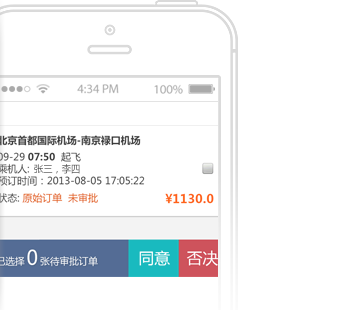 4:34 PM 100%
北京首都国际机场-南京禄口机场
09-29 07:50 起飞
乘机人: 张三，李四
预订时间：2013-08-05 17:05:22
状态: 原始订单 未审批 ¥1130.0
已选择 0 张待审批订单 同意 否决